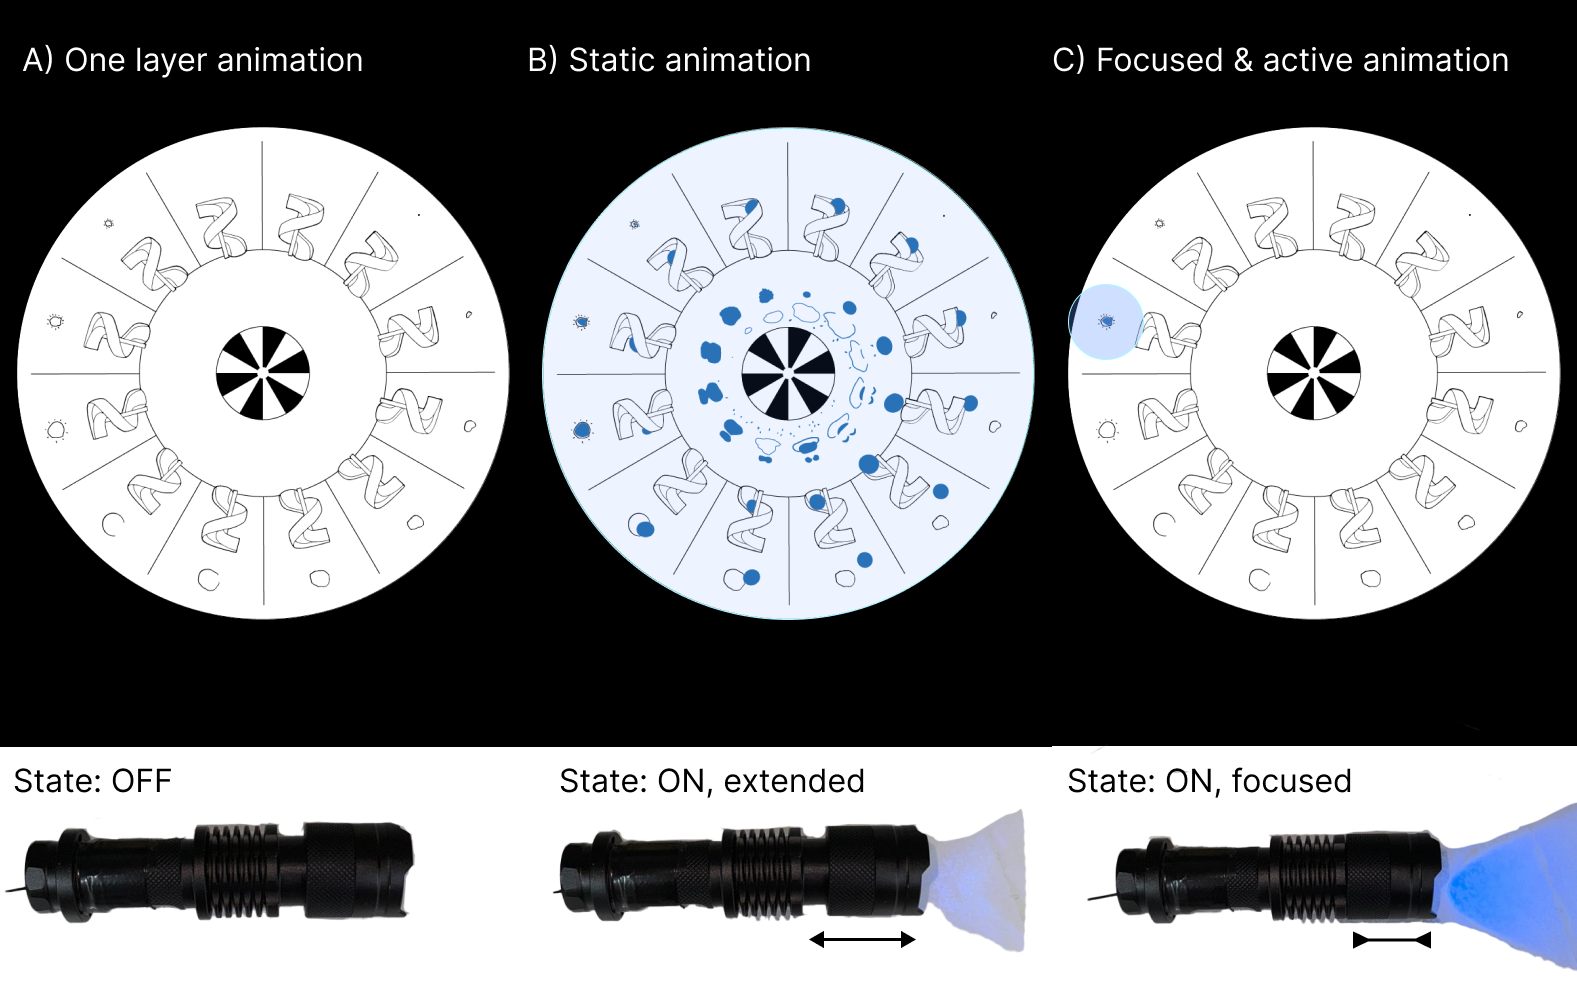 A) One layer animation
B) Static animation
C) Focused & active animation
State: OFF
State: ON, extended
State: ON, focused